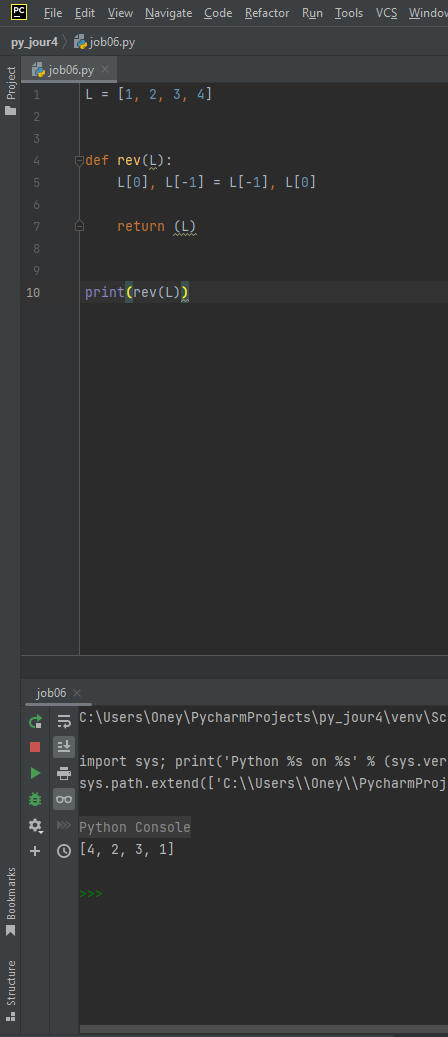 PC File Edit View Navigate Code Refactor Run Tools VCS Window
py_jour4 job06.py
Project
job06.py
1 L = [1, 2, 3, 4]
2
3
4 def rev(L):
5 L[0], L[-1] = L[-1], L[0]
6
7 return (L)
8
9
10 print(rev(L))
job06
C:\Users\Oney\PycharmProjects\py_jour4\venv\Sc
import sys; print('Python %s on %s' % (sys.ver
sys.path.extend(['C:\\Users\\Oney\\PycharmProj
Python Console
[4, 2, 3, 1]
>>>
Bookmarks
Structure